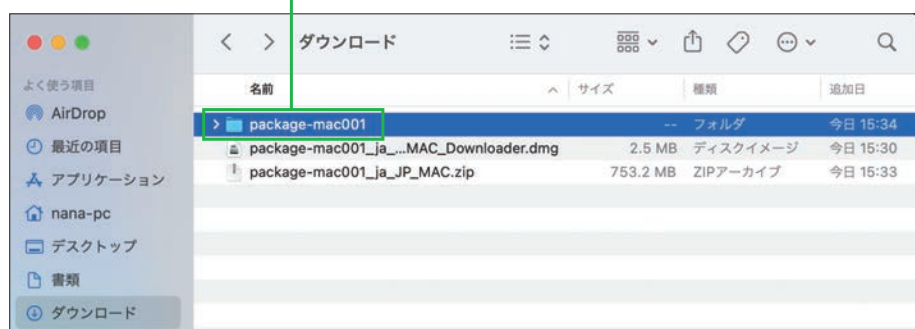 ダウンロード
よく使う項目
名前 サイズ 種類 追加日
AirDrop
package-mac001 -- フォルダ 今日 15:34
最近の項目
package-mac001_ja_...MAC_Downloader.dmg 2.5 MB ディスクイメージ 今日 15:30
アプリケーション
package-mac001_ja_JP_MAC.zip 753.2 MB ZIPアーカイブ 今日 15:33
nana-pc
デスクトップ
書類
ダウンロード